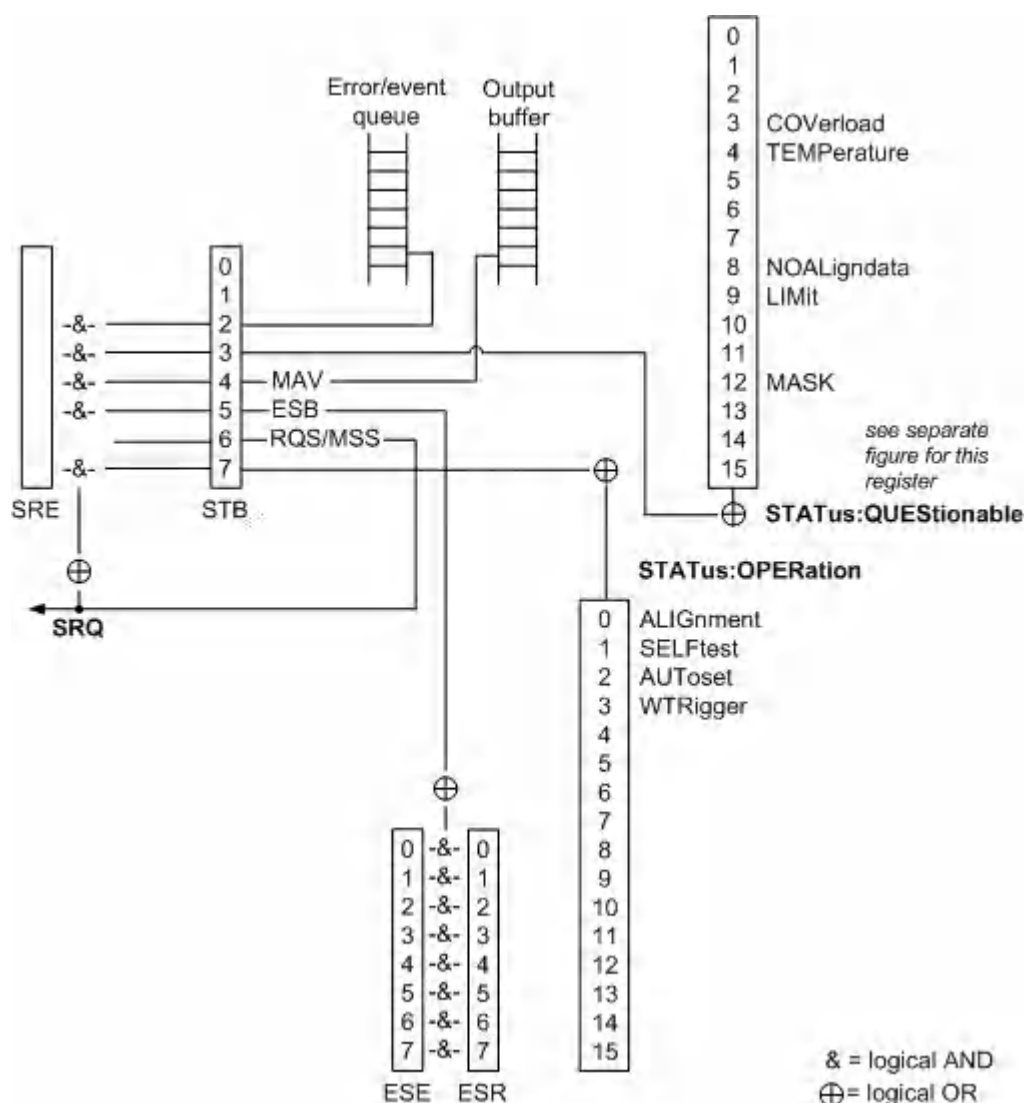 Error/event
queue
Output
buffer
0
1
2
3 COVerload
4 TEMPerature
5
6
7
8 NOALigndata
9 LIMit
10
11
12 MASK
13
14
15
see separate
figure for this
register
STATus:QUEStionable
0
1
-&- 2
-&- 3
-&- 4 MAV
-&- 5 ESB
6 RQS/MSS
-&- 7
SRE STB
SRQ
STATus:OPERation
0 ALIGnment
1 SELFtest
2 AUToset
3 WTRigger
4
5
6
7
8
9
10
11
12
13
14
15
0 -&- 0
1 -&- 1
2 -&- 2
3 -&- 3
4 -&- 4
5 -&- 5
6 -&- 6
7 -&- 7
ESE ESR
& = logical AND
⊕ = logical OR